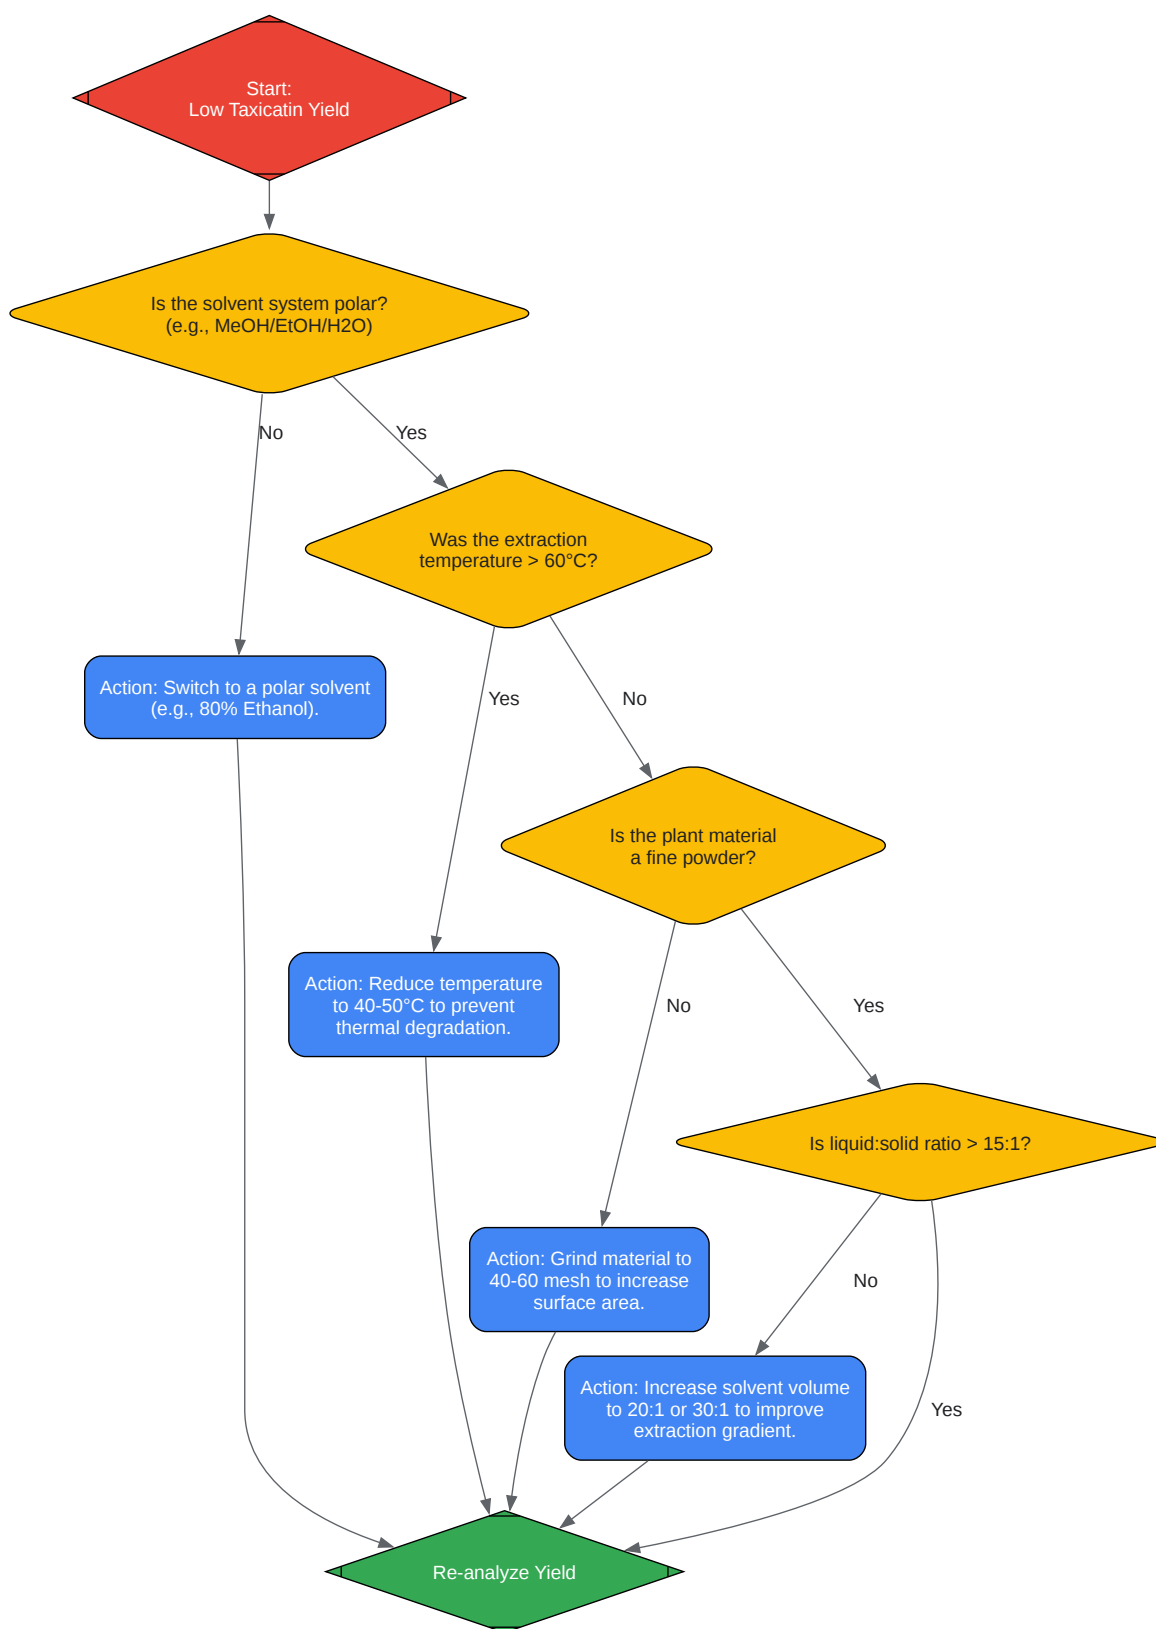 Start:
Low Taxicatin Yield
Is the solvent system polar?
(e.g., MeOH/EtOH/H2O)
No
Yes
Was the extraction
temperature > 60°C?
Action: Switch to a polar solvent
(e.g., 80% Ethanol).
Yes
No
Is the plant material
a fine powder?
Action: Reduce temperature
to 40-50°C to prevent
thermal degradation.
No
Yes
Is liquid:solid ratio > 15:1?
Action: Grind material to
40-60 mesh to increase
surface area.
No
Action: Increase solvent volume
to 20:1 or 30:1 to improve
extraction gradient.
Yes
Re-analyze Yield